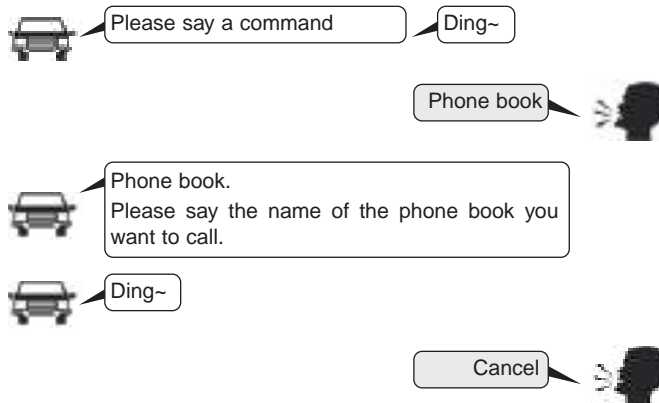 Please say a command
Ding~
Phone book
Phone book.
Please say the name of the phone book you
want to call.
Ding~
Cancel